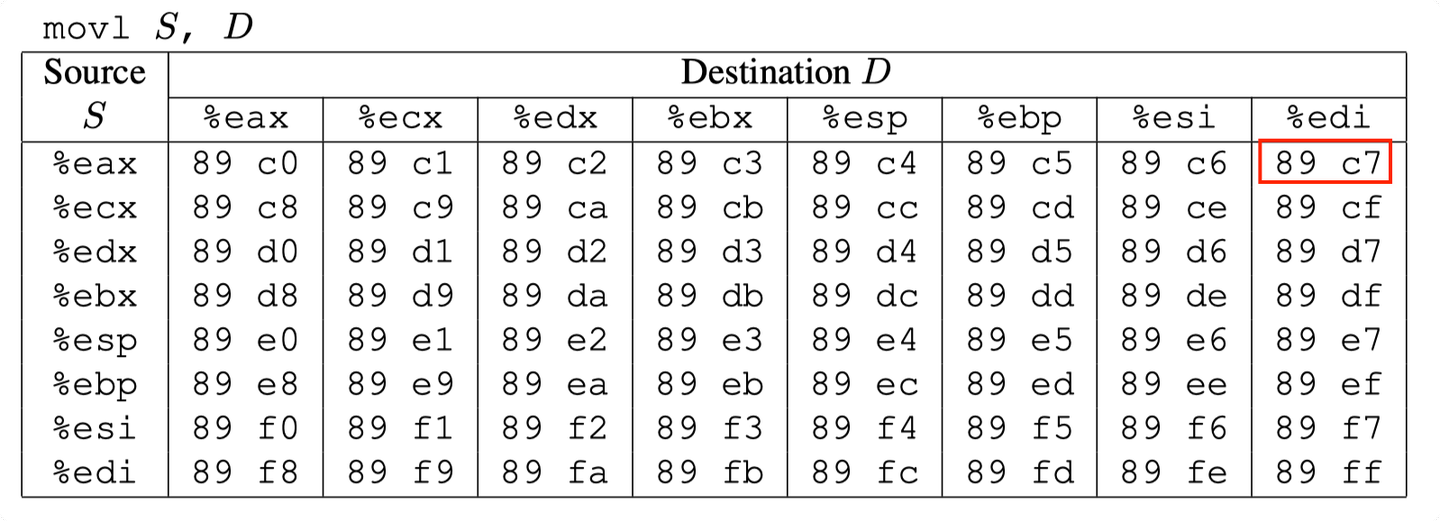 movl S, D
Source Destination D
S %eax %ecx %edx %ebx %esp %ebp %esi %edi
%eax 89 c0 89 c1 89 c2 89 c3 89 c4 89 c5 89 c6 89 c7
%ecx 89 c8 89 c9 89 ca 89 cb 89 cc 89 cd 89 ce 89 cf
%edx 89 d0 89 d1 89 d2 89 d3 89 d4 89 d5 89 d6 89 d7
%ebx 89 d8 89 d9 89 da 89 db 89 dc 89 dd 89 de 89 df
%esp 89 e0 89 e1 89 e2 89 e3 89 e4 89 e5 89 e6 89 e7
%ebp 89 e8 89 e9 89 ea 89 eb 89 ec 89 ed 89 ee 89 ef
%esi 89 f0 89 f1 89 f2 89 f3 89 f4 89 f5 89 f6 89 f7
%edi 89 f8 89 f9 89 fa 89 fb 89 fc 89 fd 89 fe 89 ff